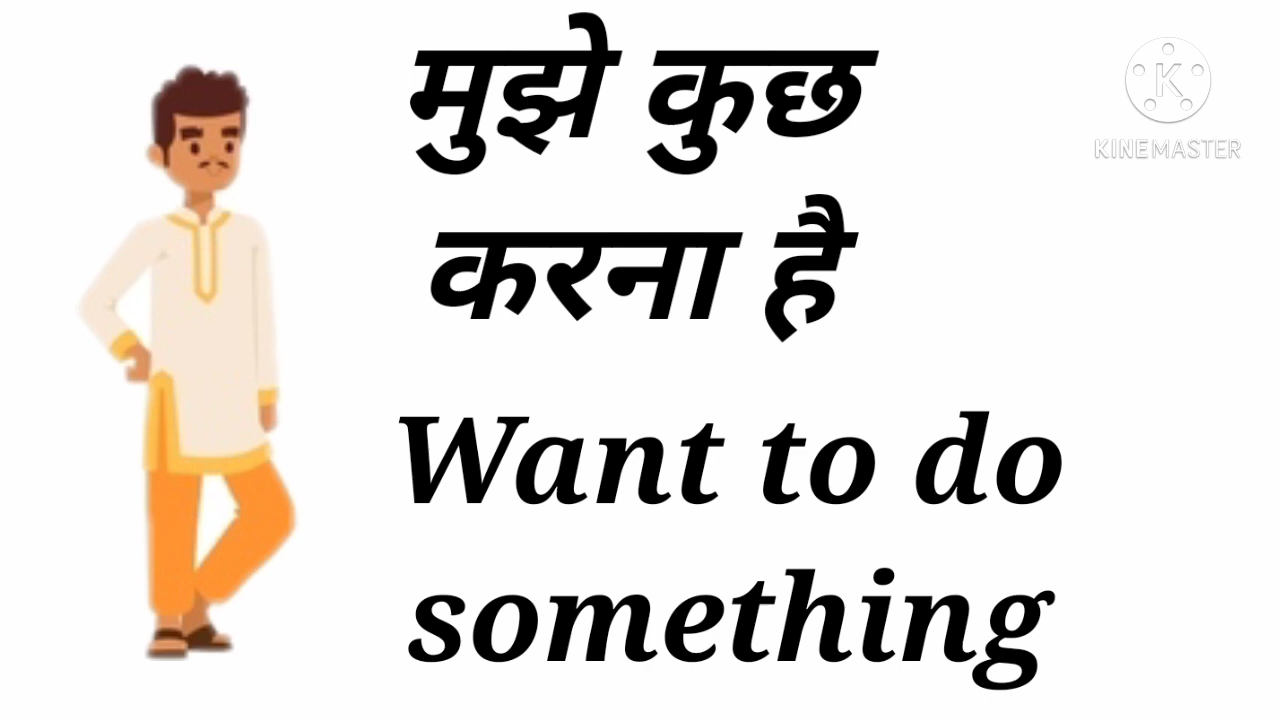 मुझे कुछ
करना है
Want to do
something
K
KINEMASTER